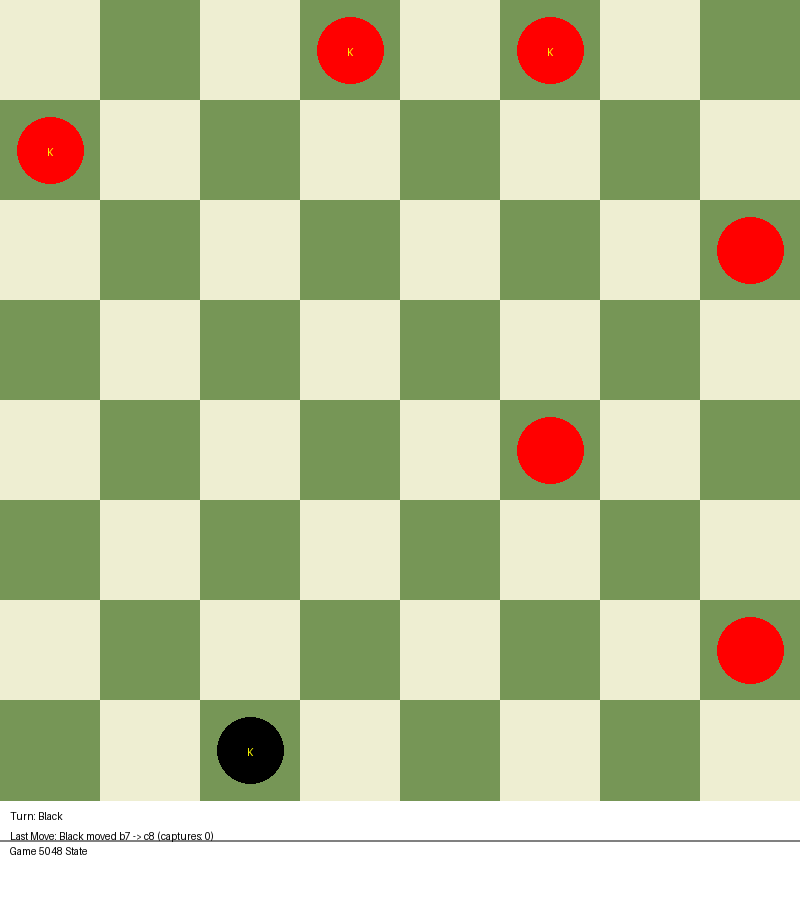 K K
K
K
Turn: Black
Last Move: Black moved b7 -> c8 (captures: 0)
Game 5048 State